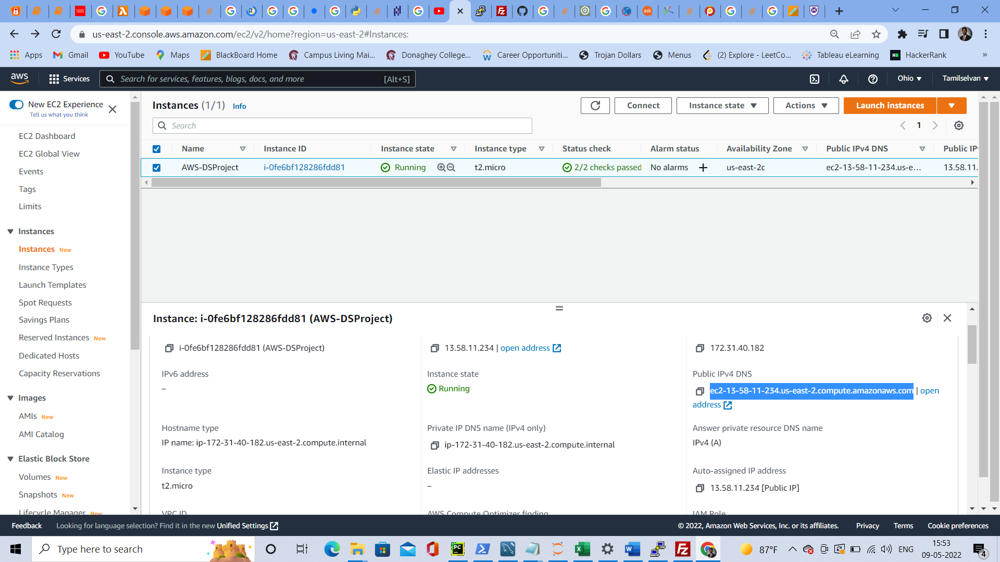 us-east-2.console.aws.amazon.com/ec2/v2/home?region=us-east-2#Instances:
Apps Gmail YouTube Maps BlackBoard Home Campus Living Mai... Donaghey College... Career Opportuniti... Trojan Dollars Menus (2) Explore - LeetCo... Tableau eLearning HackerRank »
aws Services Search for services, features, blogs, docs, and more [Alt+S] Ohio Tamilselvan
New EC2 Experience
Tell us what you think
EC2 Dashboard
EC2 Global View
Events
Tags
Limits
Instances
Instances New
Instance Types
Launch Templates
Spot Requests
Savings Plans
Reserved Instances New
Dedicated Hosts
Capacity Reservations
Images
AMIs New
AMI Catalog
Elastic Block Store
Volumes New
Snapshots New
Lifecycle Manager New
Instances (1/1) Info Connect Instance state Actions Launch instances
Search 1
Name Instance ID Instance state Instance type Status check Alarm status Availability Zone Public IPv4 DNS Public IP
AWS-DSProject i-0fe6bf128286fdd81 Running t2.micro 2/2 checks passed No alarms + us-east-2c ec2-13-58-11-234.us-e... 13.58.11.
Instance: i-0fe6bf128286fdd81 (AWS-DSProject)
i-0fe6bf128286fdd81 (AWS-DSProject) 13.58.11.234 | open address 172.31.40.182
IPv6 address Instance state Public IPv4 DNS
– Running ec2-13-58-11-234.us-east-2.compute.amazonaws.com | open
address
Hostname type Private IP DNS name (IPv4 only) Answer private resource DNS name
IP name: ip-172-31-40-182.us-east-2.compute.internal ip-172-31-40-182.us-east-2.compute.internal IPv4 (A)
Instance type Elastic IP addresses Auto-assigned IP address
t2.micro – 13.58.11.234 [Public IP]
VPC ID AWS Compute Optimizer finding IAM Role
Feedback Looking for language selection? Find it in the new Unified Settings © 2022, Amazon Web Services, Inc. or its affiliates. Privacy Terms Cookie preferences
Type here to search 87°F ENG 15:53
09-05-2022 4